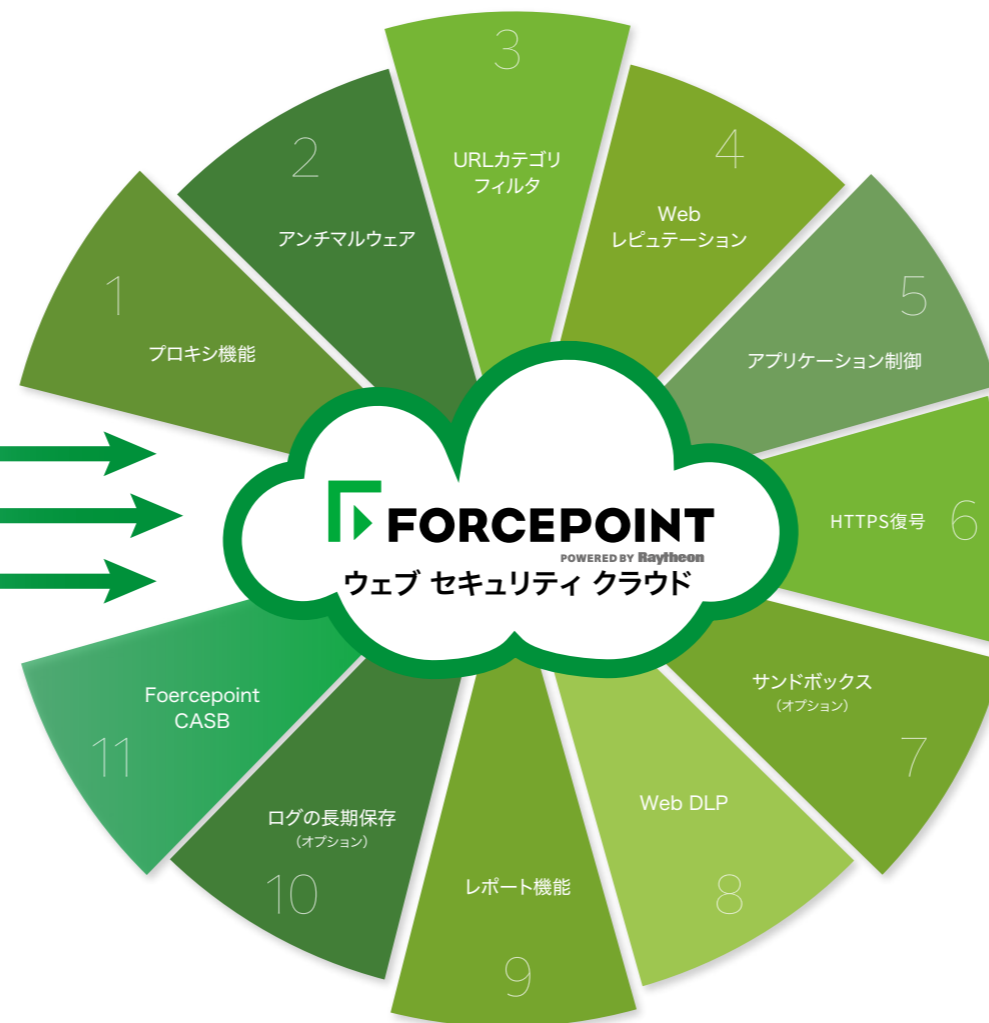 3
URLカテゴリ
フィルタ
2
アンチマルウェア
4
Web
レピュテーション
1
プロキシ機能
5
アプリケーション制御
FORCEPOINT
POWERED BY Raytheon
ウェブ セキュリティ クラウド
HTTPS復号
6
サンドボックス
（オプション）
7
Web DLP
8
レポート機能
9
ログの長期保存
（オプション）
10
Foercepoint
CASB
11